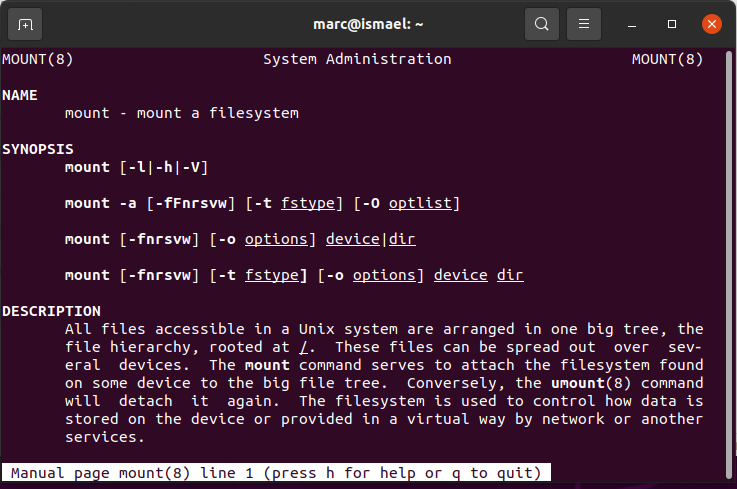 marc@ismael: ~
MOUNT(8) System Administration MOUNT(8)
NAME
mount - mount a filesystem
SYNOPSIS
mount [-l|-h|-V]
mount -a [-fFnrsvw] [-t fstype] [-O optlist]
mount [-fnrsvw] [-o options] device|dir
mount [-fnrsvw] [-t fstype] [-o options] device dir
DESCRIPTION
All files accessible in a Unix system are arranged in one big tree, the
file hierarchy, rooted at /.  These files can be spread out  over  sev-
eral  devices.  The mount command serves to attach the filesystem found
on some device to the big file tree.  Conversely, the umount(8) command
will  detach  it  again.  The filesystem is used to control how data is
stored on the device or provided in a virtual way by network or another
services.
Manual page mount(8) line 1 (press h for help or q to quit)